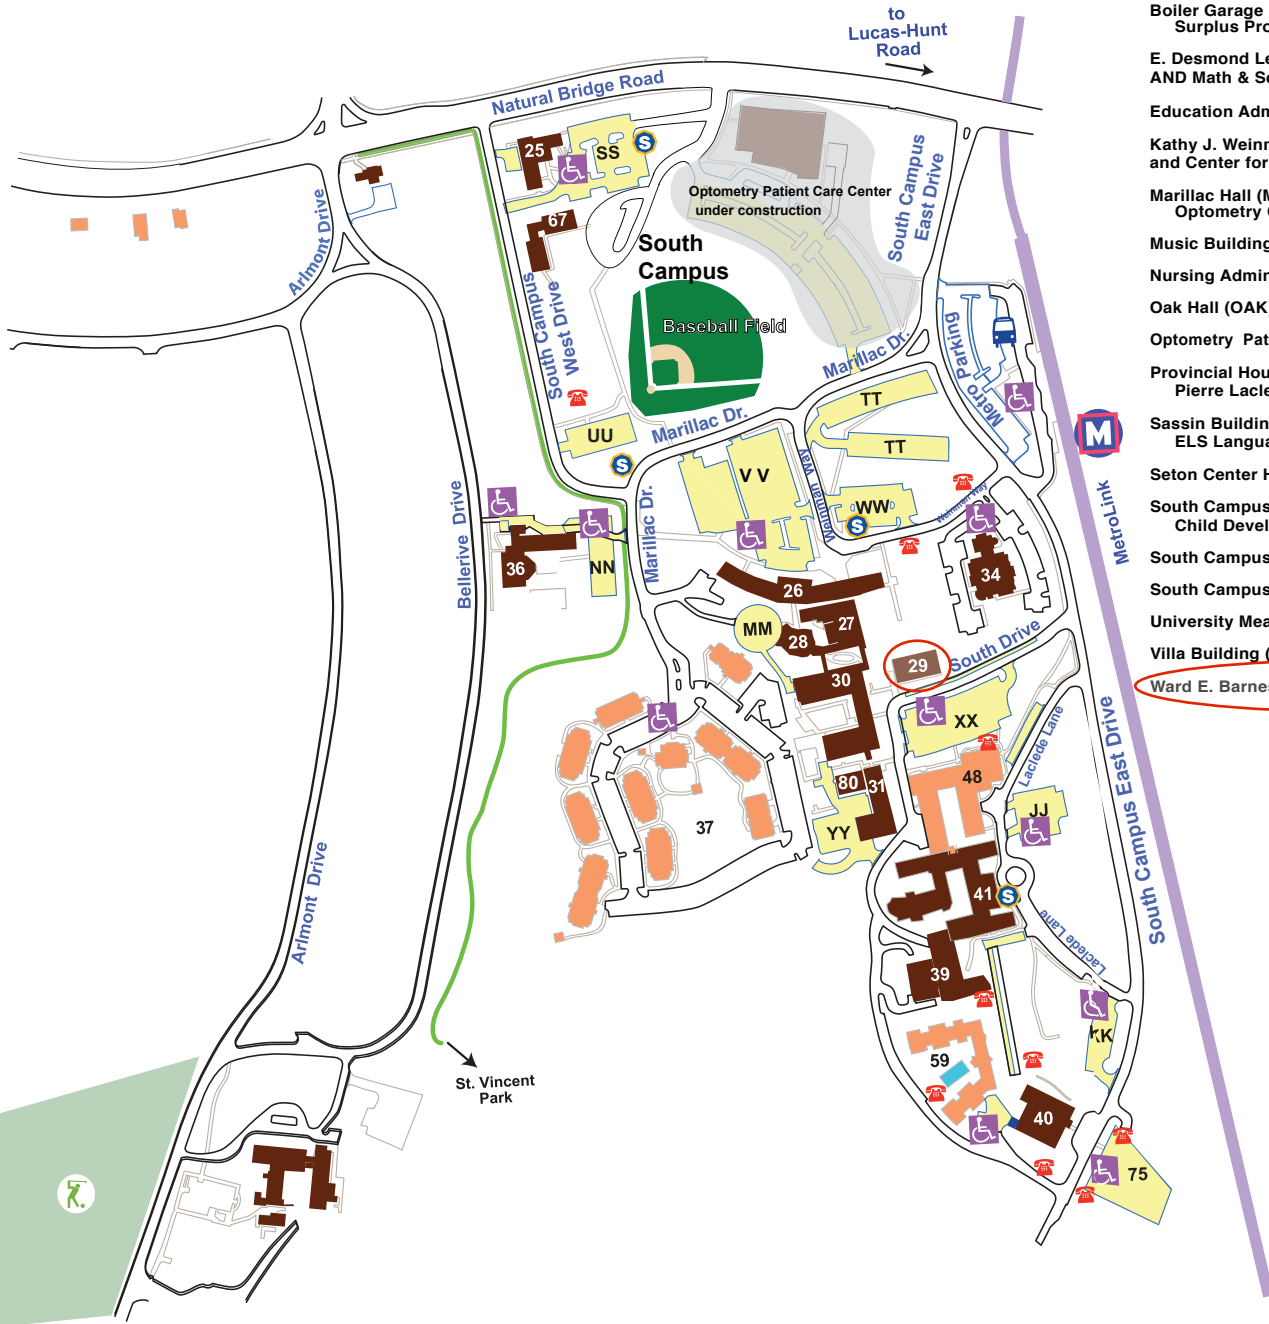 to
Lucas-Hunt
Road
Natural Bridge Road
25
SS
S
67
Optometry Patient Care Center
under construction
South Campus
East Drive
South
Campus
Arlmont Drive
South Campus
West Drive
Baseball Field
Marillac Dr.
Metro Parking
TT
TT
UU
Marillac Dr.
S
V V
Weinman Way
WW
S
Weinman Way
M
MetroLink
Bellerive Drive
Marillac Dr.
36
NN
26
34
MM
28
27
29
South Drive
30
XX
Laclede Lane
48
80
31
JJ
YY
37
South Campus East Drive
41
S
Laclede Lane
39
Arlmont Drive
KK
59
40
75
St. Vincent
Park
Boiler Garage
Surplus Pro
E. Desmond Le
AND Math & Sc
Education Adm
Kathy J. Weinm
and Center for
Marillac Hall (M
Optometry C
Music Building
Nursing Admin
Oak Hall (OAK)
Optometry Pat
Provincial Hou
Pierre Lacle
Sassin Buildin
ELS Langua
Seton Center H
South Campus
Child Devel
South Campus
South Campus
University Mea
Villa Building (
Ward E. Barnes